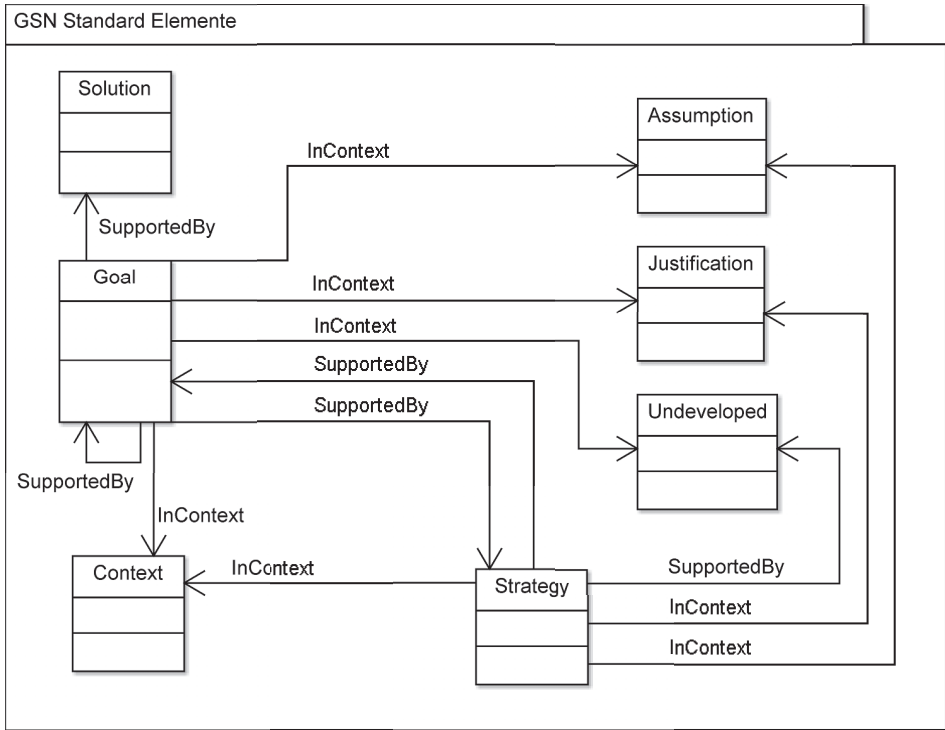 GSN Standard Elemente
Solution
Assumption
InContext
SupportedBy
Goal
Justification
InContext
InContext
SupportedBy
SupportedBy
Undeveloped
SupportedBy
InContext
Context
InContext
Strategy
SupportedBy
InContext
InContext